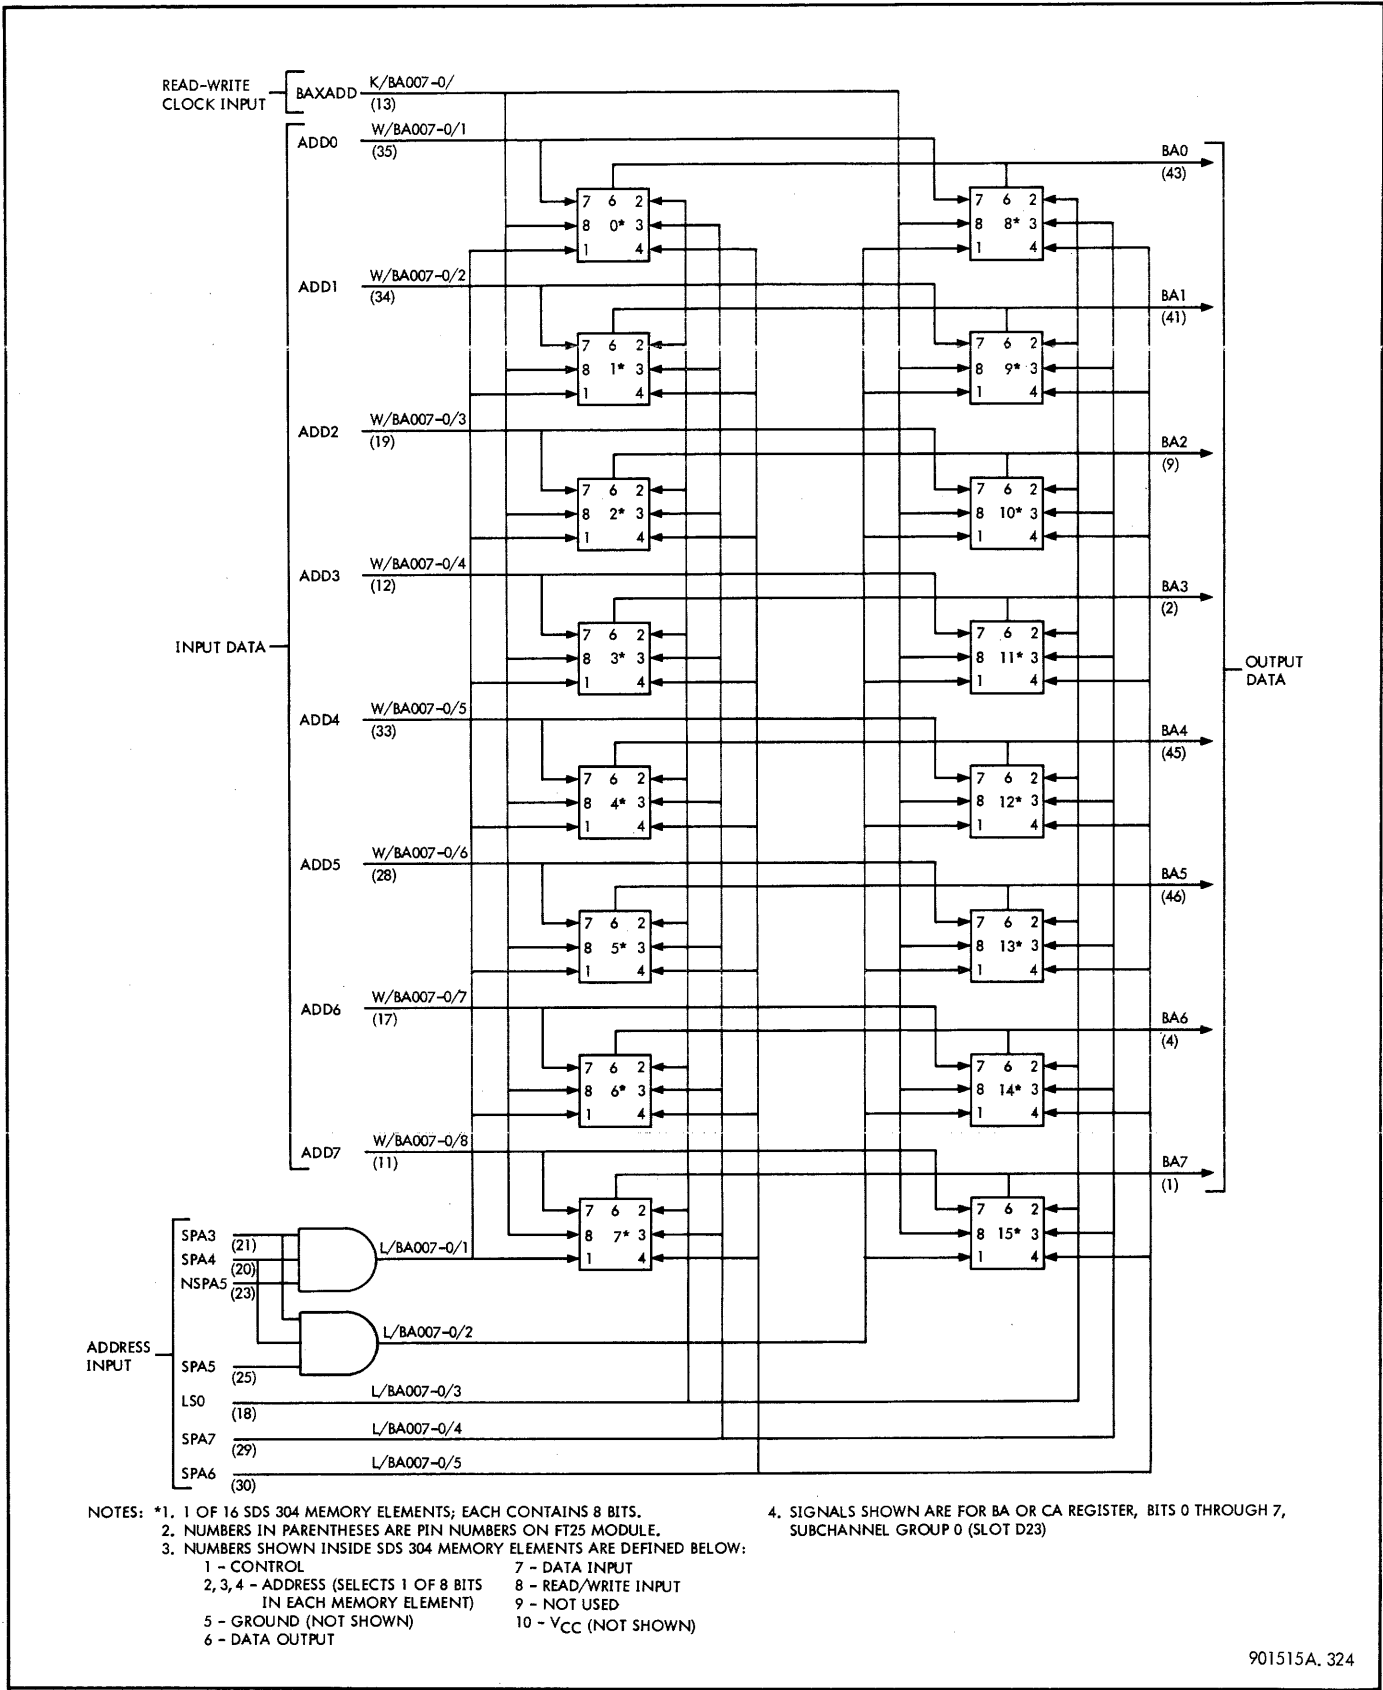 READ-WRITE
CLOCK INPUT
BAXADD
K/BA007-0/
(13)
ADD0
W/BA007-0/1
(35)
BA0
(43)
7 6 2
8 0* 3
1 4
7 6 2
8 8* 3
1 4
ADD1
W/BA007-0/2
(34)
BA1
(41)
7 6 2
8 1* 3
1 4
7 6 2
8 9* 3
1 4
ADD2
W/BA007-0/3
(19)
BA2
(9)
7 6 2
8 2* 3
1 4
7 6 2
8 10* 3
1 4
ADD3
W/BA007-0/4
(12)
BA3
(2)
7 6 2
8 3* 3
1 4
7 6 2
8 11* 3
1 4
INPUT DATA
OUTPUT
DATA
ADD4
W/BA007-0/5
(33)
BA4
(45)
7 6 2
8 4* 3
1 4
7 6 2
8 12* 3
1 4
ADD5
W/BA007-0/6
(28)
BA5
(46)
7 6 2
8 5* 3
1 4
7 6 2
8 13* 3
1 4
ADD6
W/BA007-0/7
(17)
BA6
(4)
7 6 2
8 6* 3
1 4
7 6 2
8 14* 3
1 4
ADD7
W/BA007-0/8
(11)
BA7
(1)
7 6 2
8 7* 3
1 4
7 6 2
8 15* 3
1 4
ADDRESS
INPUT
SPA3
(21)
SPA4
(20)
NSPA5
(23)
L/BA007-0/1
L/BA007-0/2
SPA5
(25)
LS0
(18)
L/BA007-0/3
SPA7
(29)
L/BA007-0/4
SPA6
(30)
L/BA007-0/5
NOTES: *1. 1 OF 16 SDS 304 MEMORY ELEMENTS; EACH CONTAINS 8 BITS.
2. NUMBERS IN PARENTHESES ARE PIN NUMBERS ON FT25 MODULE.
3. NUMBERS SHOWN INSIDE SDS 304 MEMORY ELEMENTS ARE DEFINED BELOW:
1 - CONTROL
2, 3, 4 - ADDRESS (SELECTS 1 OF 8 BITS
IN EACH MEMORY ELEMENT)
5 - GROUND (NOT SHOWN)
6 - DATA OUTPUT
7 - DATA INPUT
8 - READ/WRITE INPUT
9 - NOT USED
10 - VCC (NOT SHOWN)
4. SIGNALS SHOWN ARE FOR BA OR CA REGISTER, BITS 0 THROUGH 7,
SUBCHANNEL GROUP 0 (SLOT D23)
901515A. 324